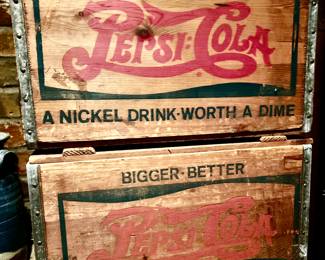 PEPSI:COLA
A NICKEL DRINK·WORTH A DIME
BIGGER·BETTER
PEPSI:COLA